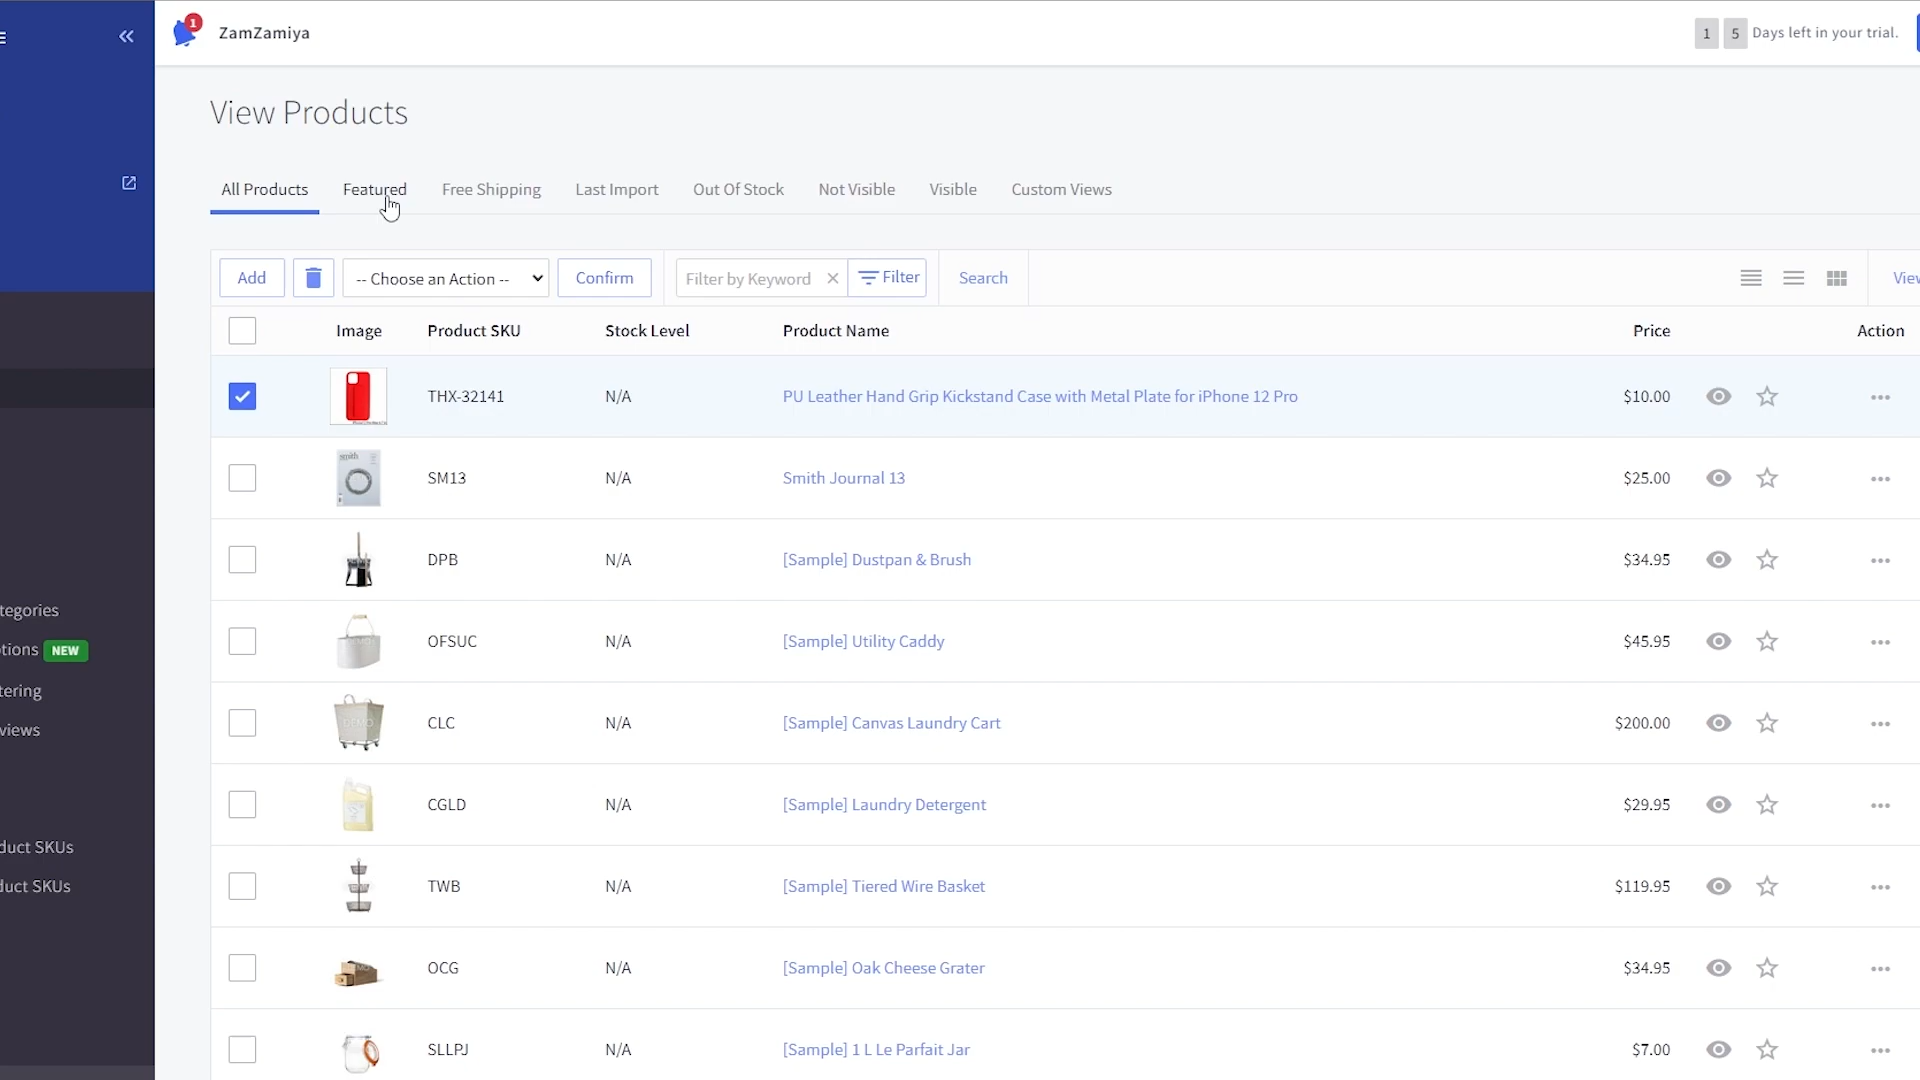 1
ZamZamiya
1 5 Days left in your trial.
View Products
All Products Featured Free Shipping Last Import Out Of Stock Not Visible Visible Custom Views
Add -- Choose an Action -- Confirm Filter by Keyword Filter Search View
Image Product SKU Stock Level Product Name Price Action
THX-32141 N/A PU Leather Hand Grip Kickstand Case with Metal Plate for iPhone 12 Pro $10.00
smith
SM13 N/A Smith Journal 13 $25.00
DPB N/A [Sample] Dustpan & Brush $34.95
OFSUC N/A [Sample] Utility Caddy $45.95
DEMO
CLC N/A [Sample] Canvas Laundry Cart $200.00
CGLD N/A [Sample] Laundry Detergent $29.95
TWB N/A [Sample] Tiered Wire Basket $119.95
OCG N/A [Sample] Oak Cheese Grater $34.95
SLLPJ N/A [Sample] 1 L Le Parfait Jar $7.00
tegories
tions NEW
tering
views
duct SKUs
duct SKUs